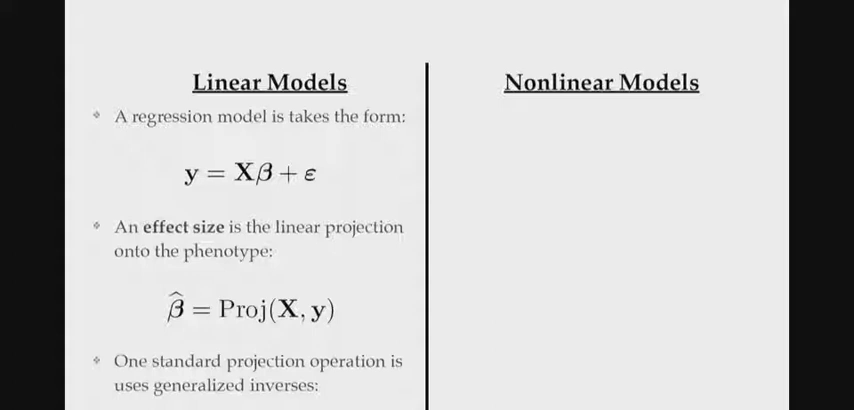 Linear Models
A regression model is takes the form:
y = Xβ + ε
An effect size is the linear projection
onto the phenotype:
β̂ = Proj(X, y)
One standard projection operation is
uses generalized inverses:
Nonlinear Models